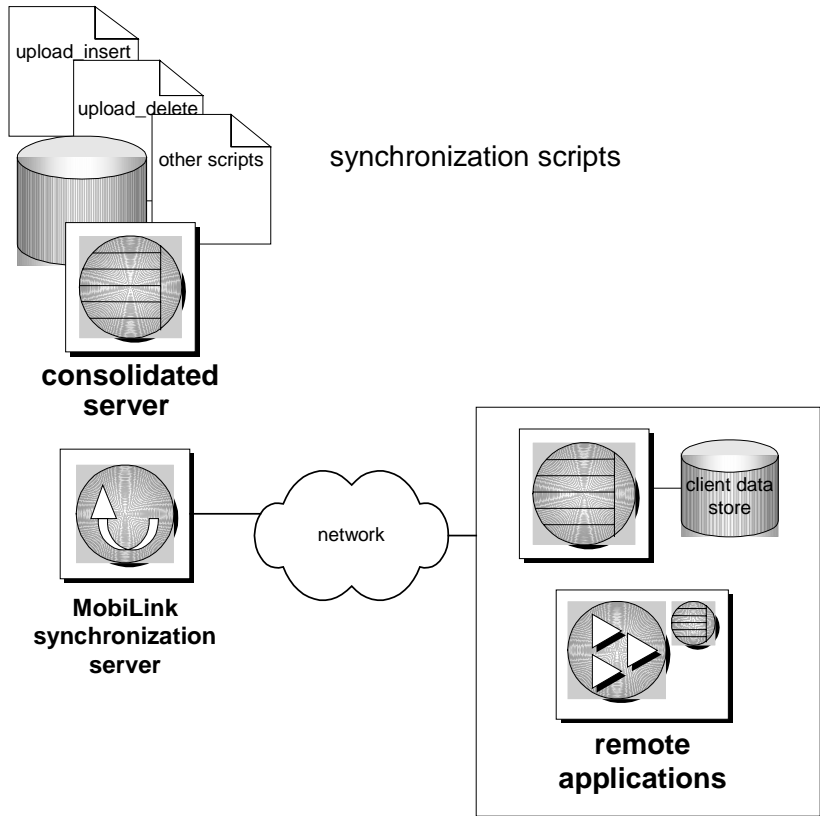 upload_insert
upload_delete
other scripts
synchronization scripts
consolidated
server
client data
store
network
MobiLink
synchronization
server
remote
applications